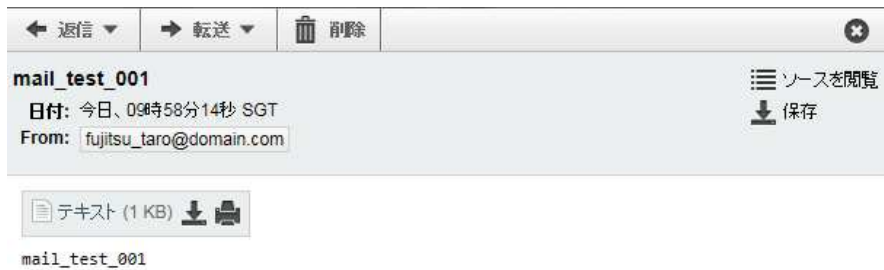 返信 転送 削除
mail_test_001
ソースを閲覧
日付: 今日、09時58分14秒 SGT
保存
From: fujitsu_taro@domain.com
テキスト (1 KB)
mail_test_001